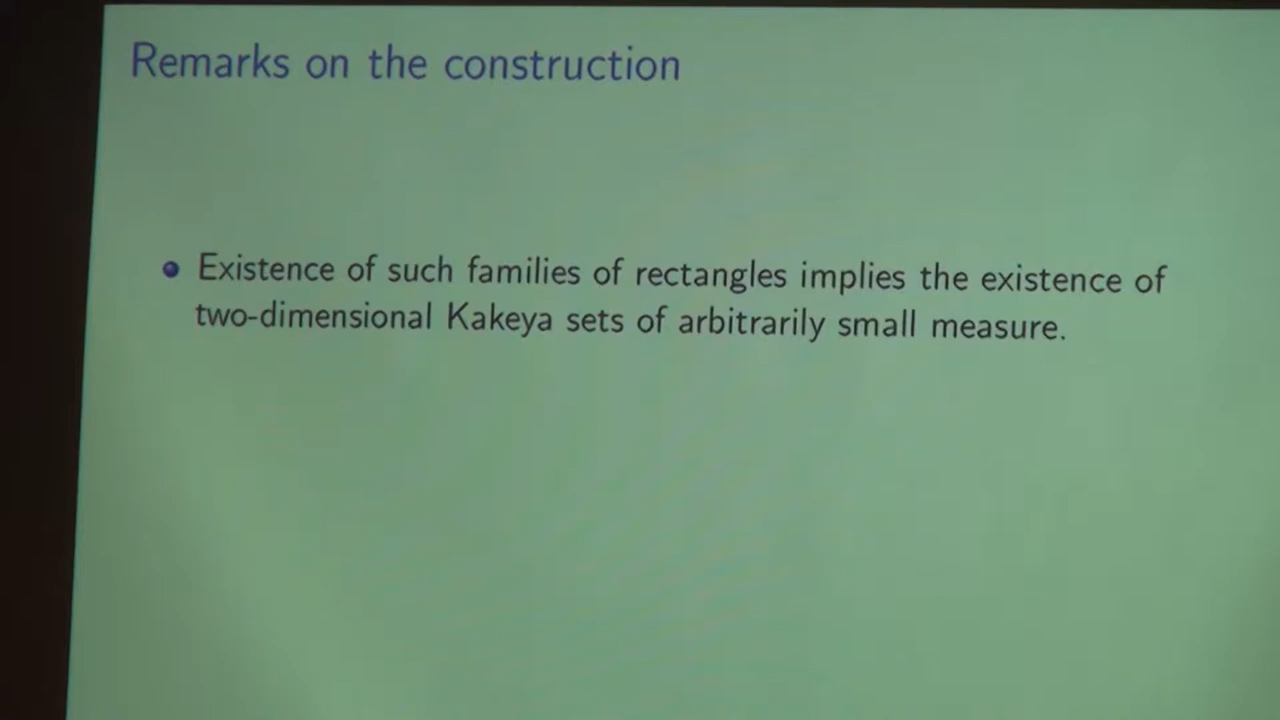 Remarks on the construction
Existence of such families of rectangles implies the existence of
two-dimensional Kakeya sets of arbitrarily small measure.